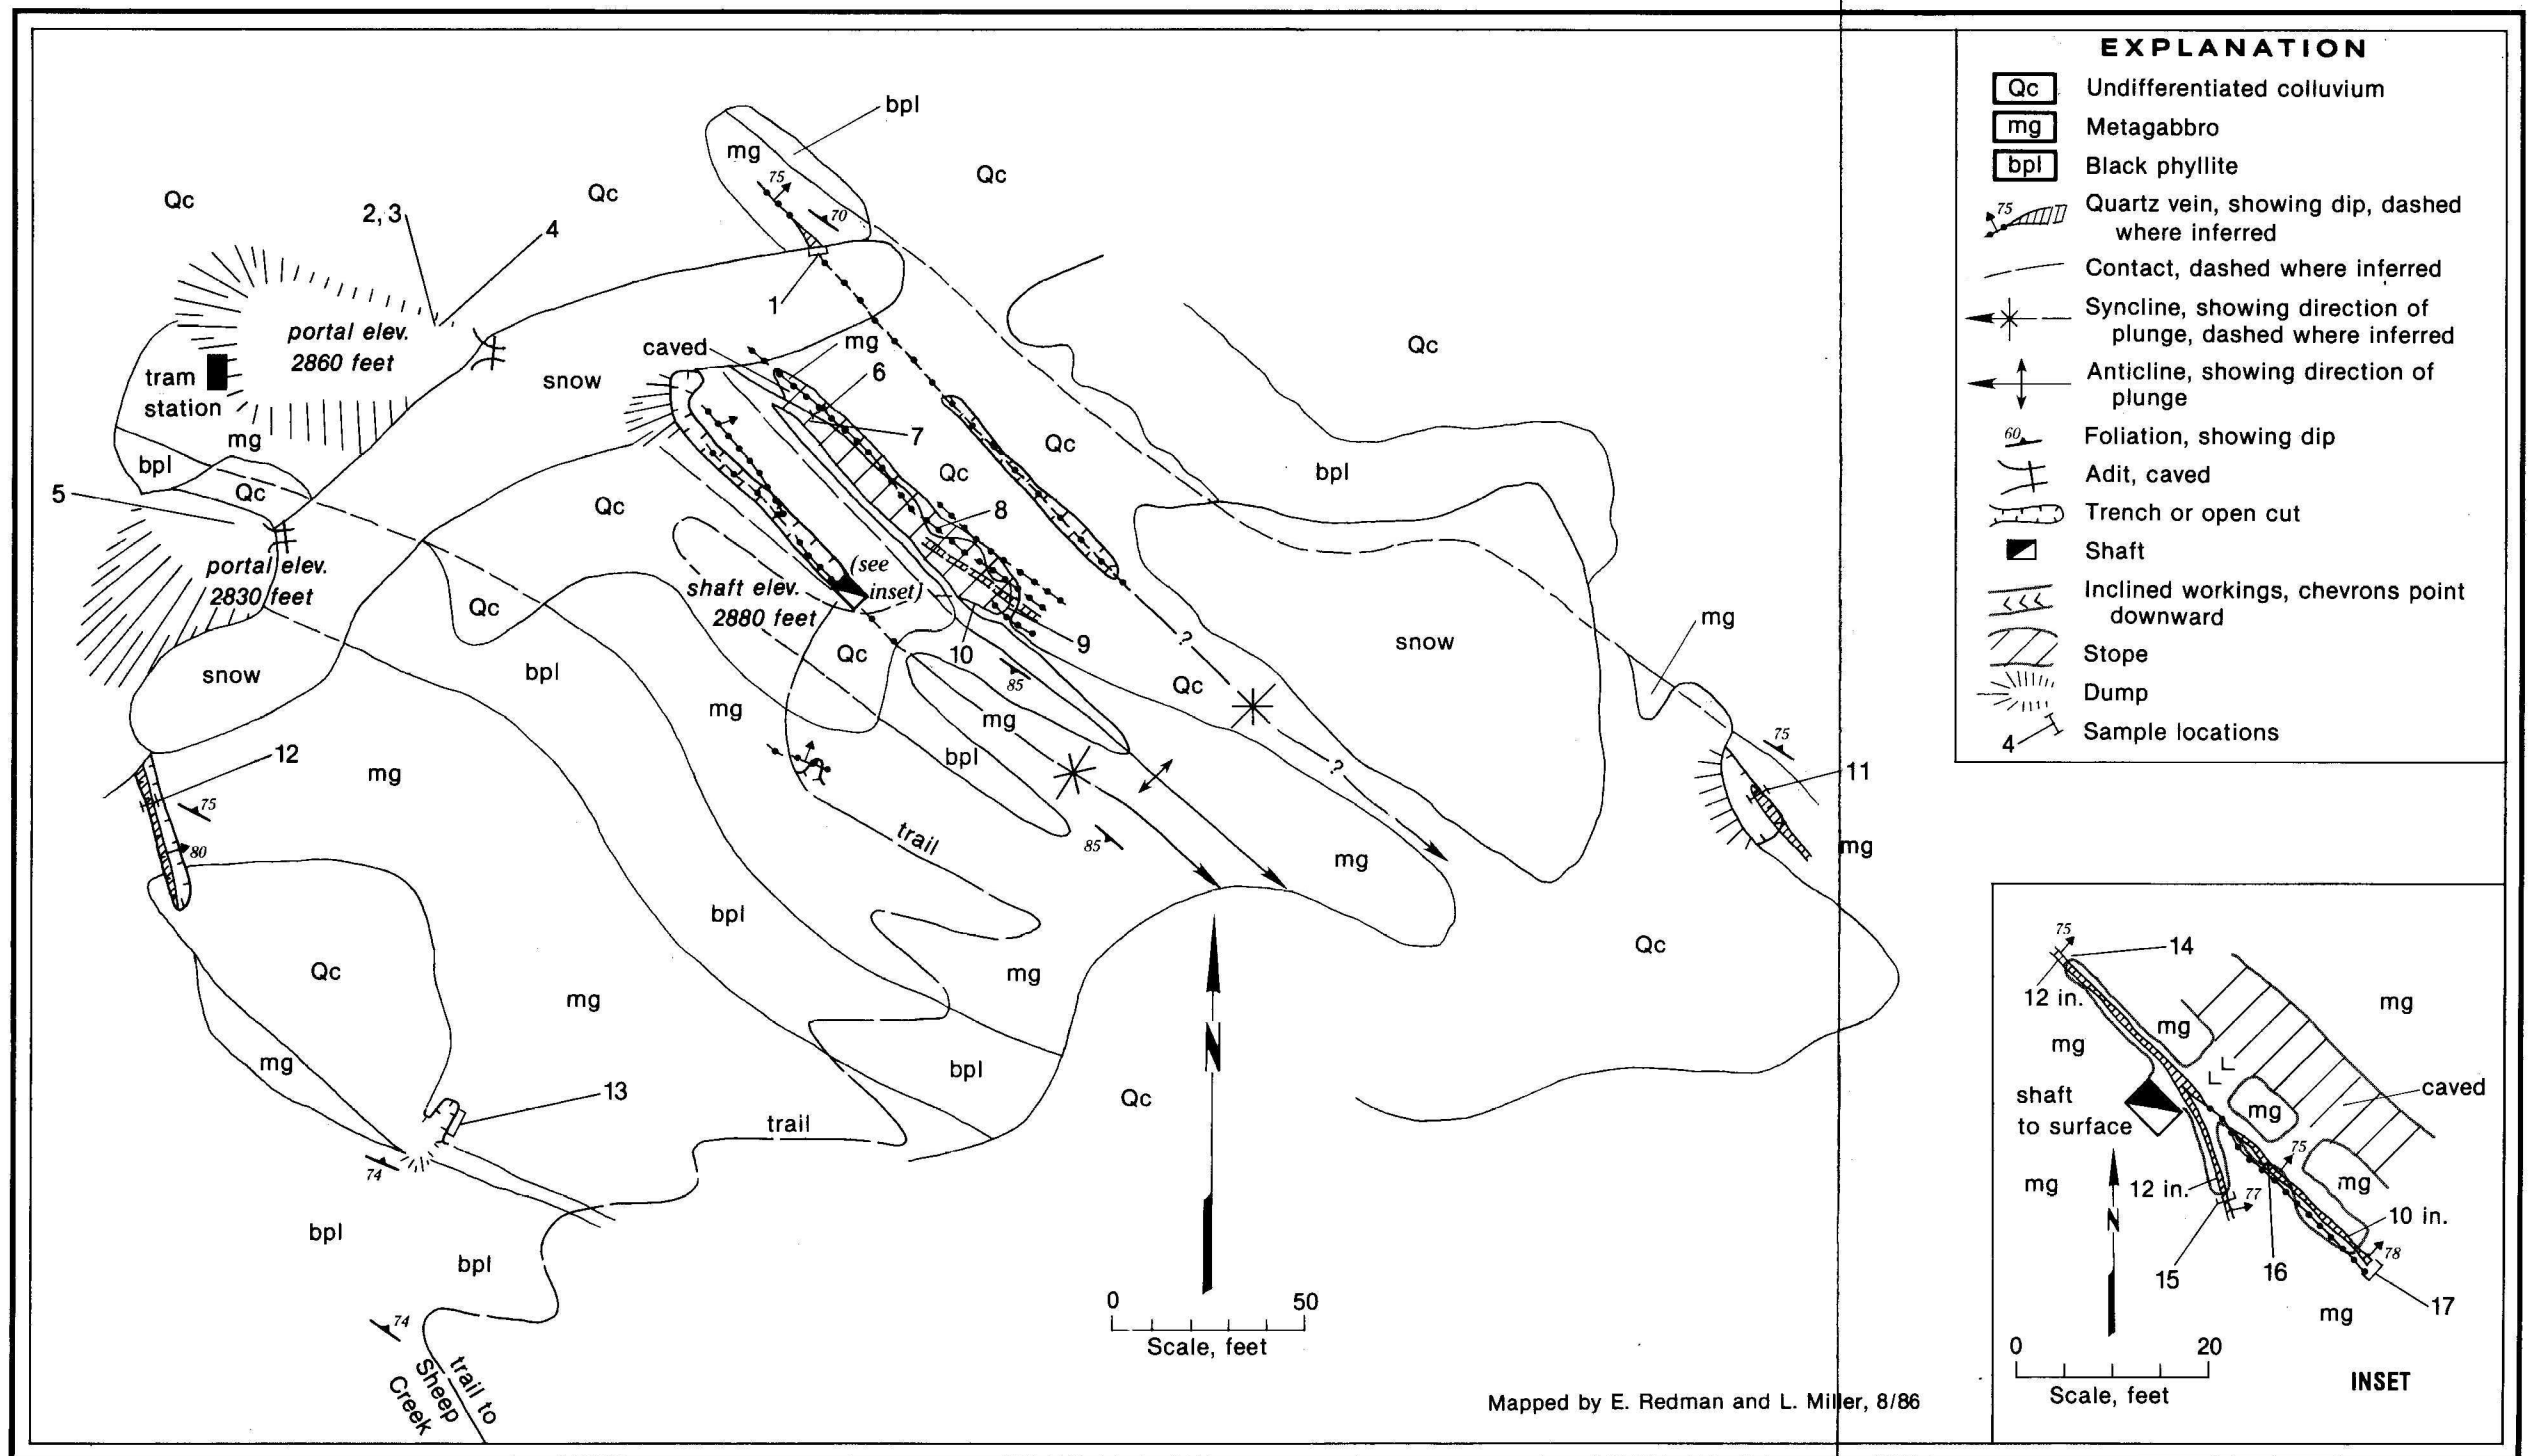 bpl
mg
75
70
Qc
Qc
Qc
2, 3
4
1
portal elev.
2860 feet
tram
station
snow
caved
mg
6
7
Qc
mg
bpl
Qc
5
Qc
Qc
Qc
bpl
8
portal elev.
2830 feet
shaft elev.
2880 feet
(see
inset)
Qc
Qc
10
9
85
?
snow
mg
snow
bpl
mg
mg
Qc
bpl
85
?
75
11
12
mg
75
80
trail
mg
mg
bpl
Qc
Qc
mg
mg
mg
bpl
Qc
13
trail
74
bpl
bpl
74
trail to
Sheep
Creek
N
0 50
Scale, feet
Mapped by E. Redman and L. Miller, 8/86
EXPLANATION
Qc Undifferentiated colluvium
mg Metagabbro
bpl Black phyllite
75 Quartz vein, showing dip, dashed
where inferred
Contact, dashed where inferred
Syncline, showing direction of
plunge, dashed where inferred
Anticline, showing direction of
plunge
60 Foliation, showing dip
Adit, caved
Trench or open cut
Shaft
Inclined workings, chevrons point
downward
Stope
Dump
4 Sample locations
75
14
12 in.
mg
mg
mg
caved
shaft
to surface
mg
75
mg
12 in.
77
mg
10 in.
78
15
16
17
mg
N
0 20
Scale, feet
INSET